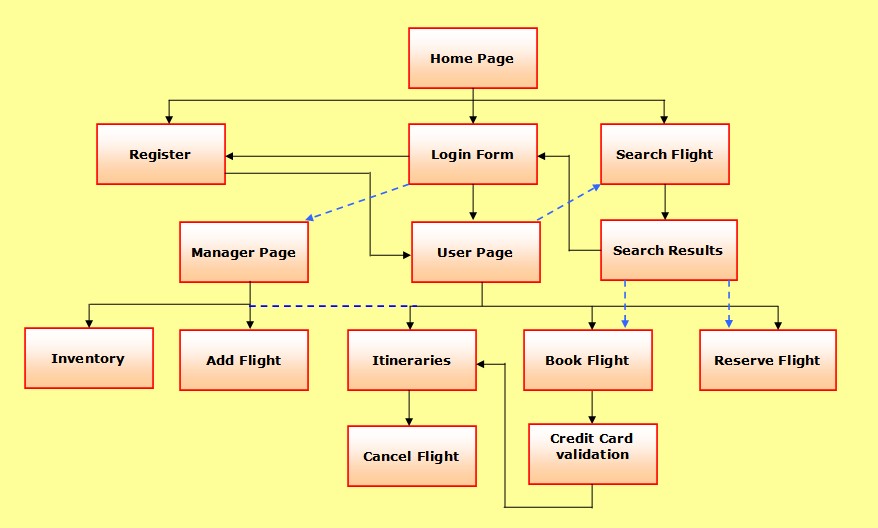 Home Page
Register
Login Form
Search Flight
Manager Page
User Page
Search Results
Inventory
Add Flight
Itineraries
Book Flight
Reserve Flight
Cancel Flight
Credit Card
validation